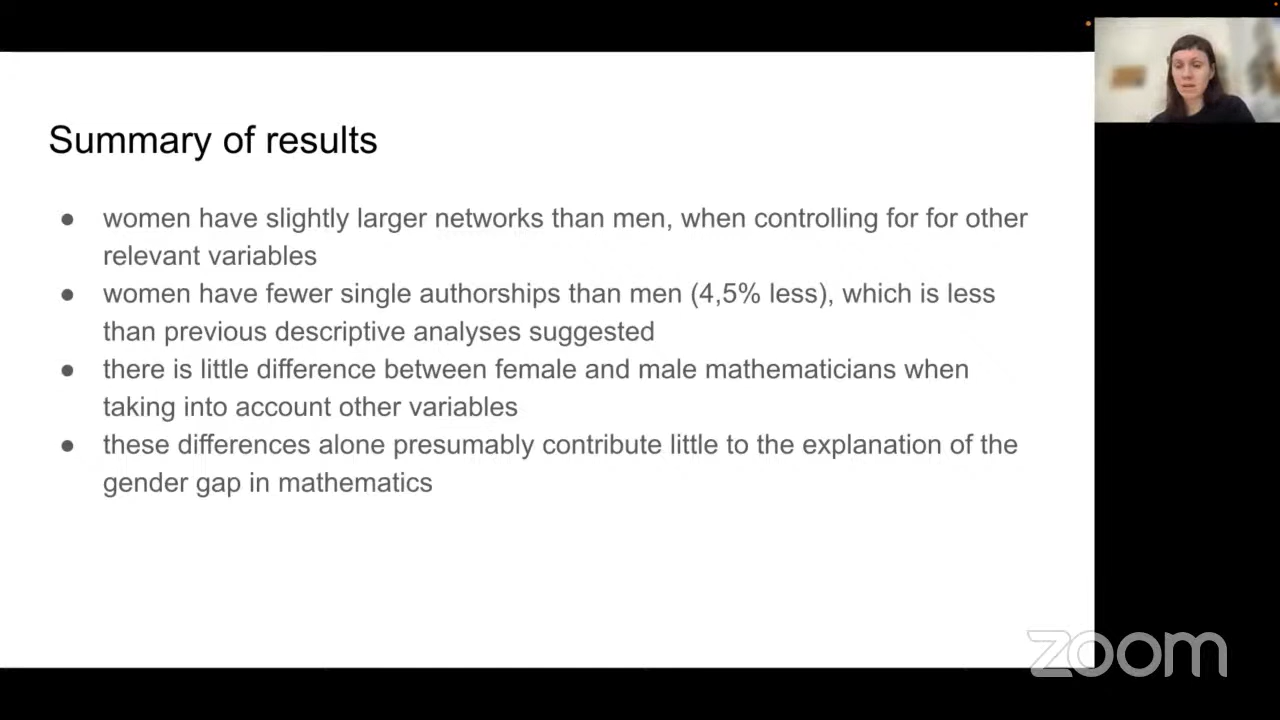 Summary of results
● women have slightly larger networks than men, when controlling for for other
relevant variables
● women have fewer single authorships than men (4,5% less), which is less
than previous descriptive analyses suggested
● there is little difference between female and male mathematicians when
taking into account other variables
● these differences alone presumably contribute little to the explanation of the
gender gap in mathematics
zoom